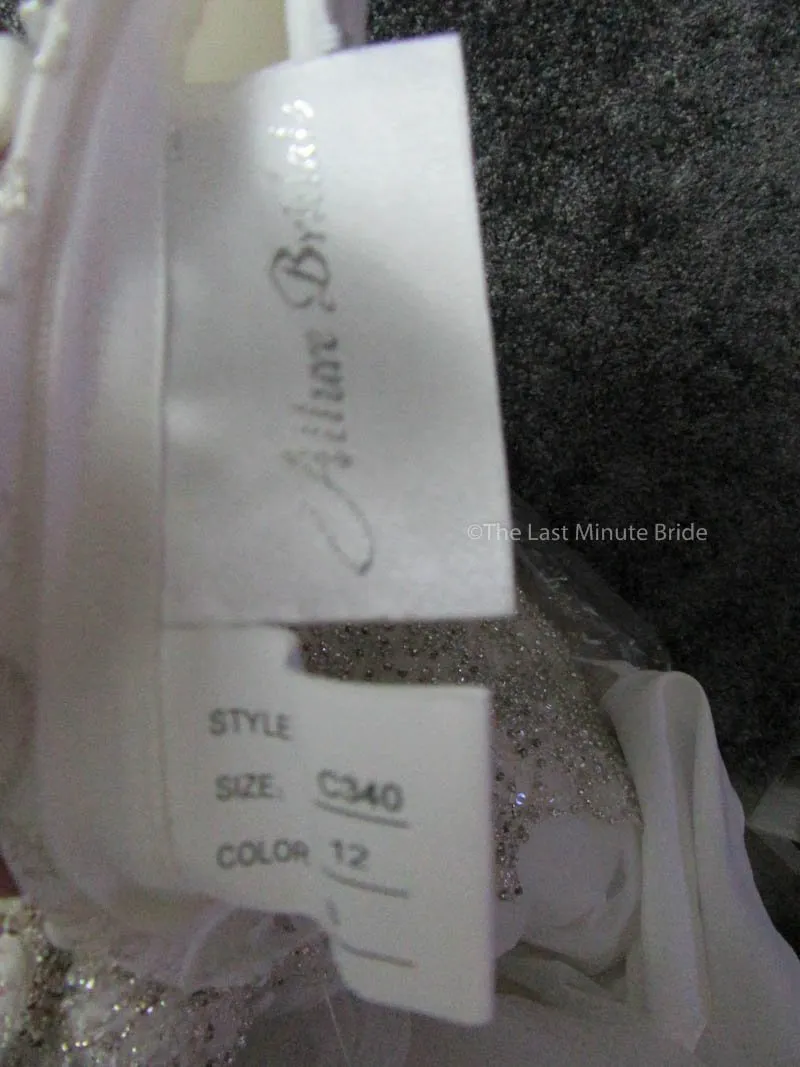 Allure Bridals
©The Last Minute Bride
STYLE
SIZE: C340
COLOR 12